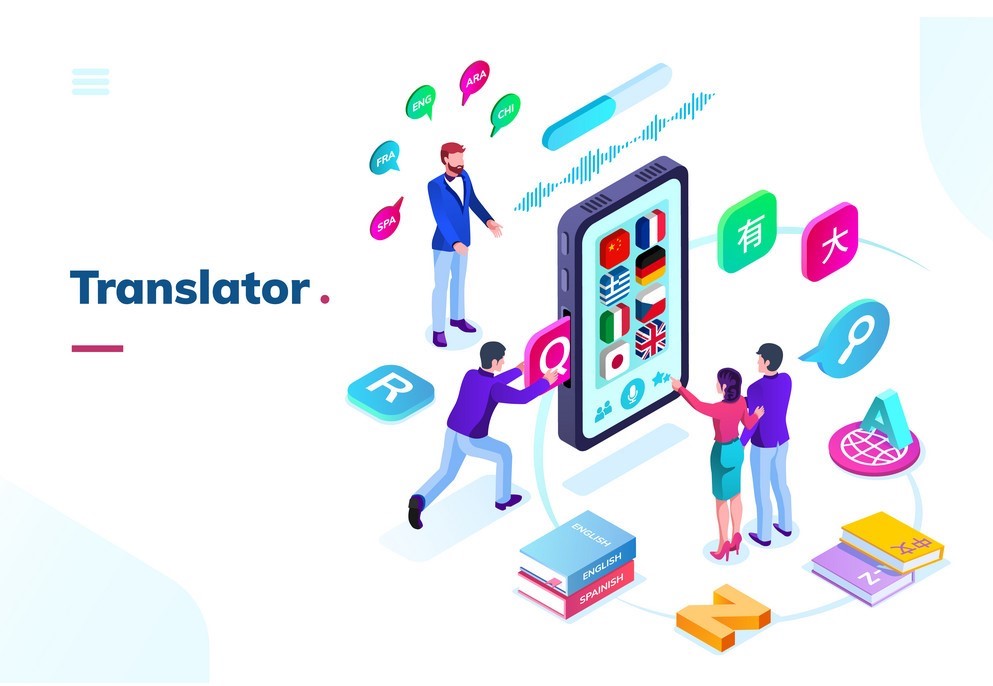 Translator.
ARA
ENG
CHI
FRA
SPA
有
大
Q
R
A
ENGLISH
ENGLISH
SPAINISH
文中
Z-
N